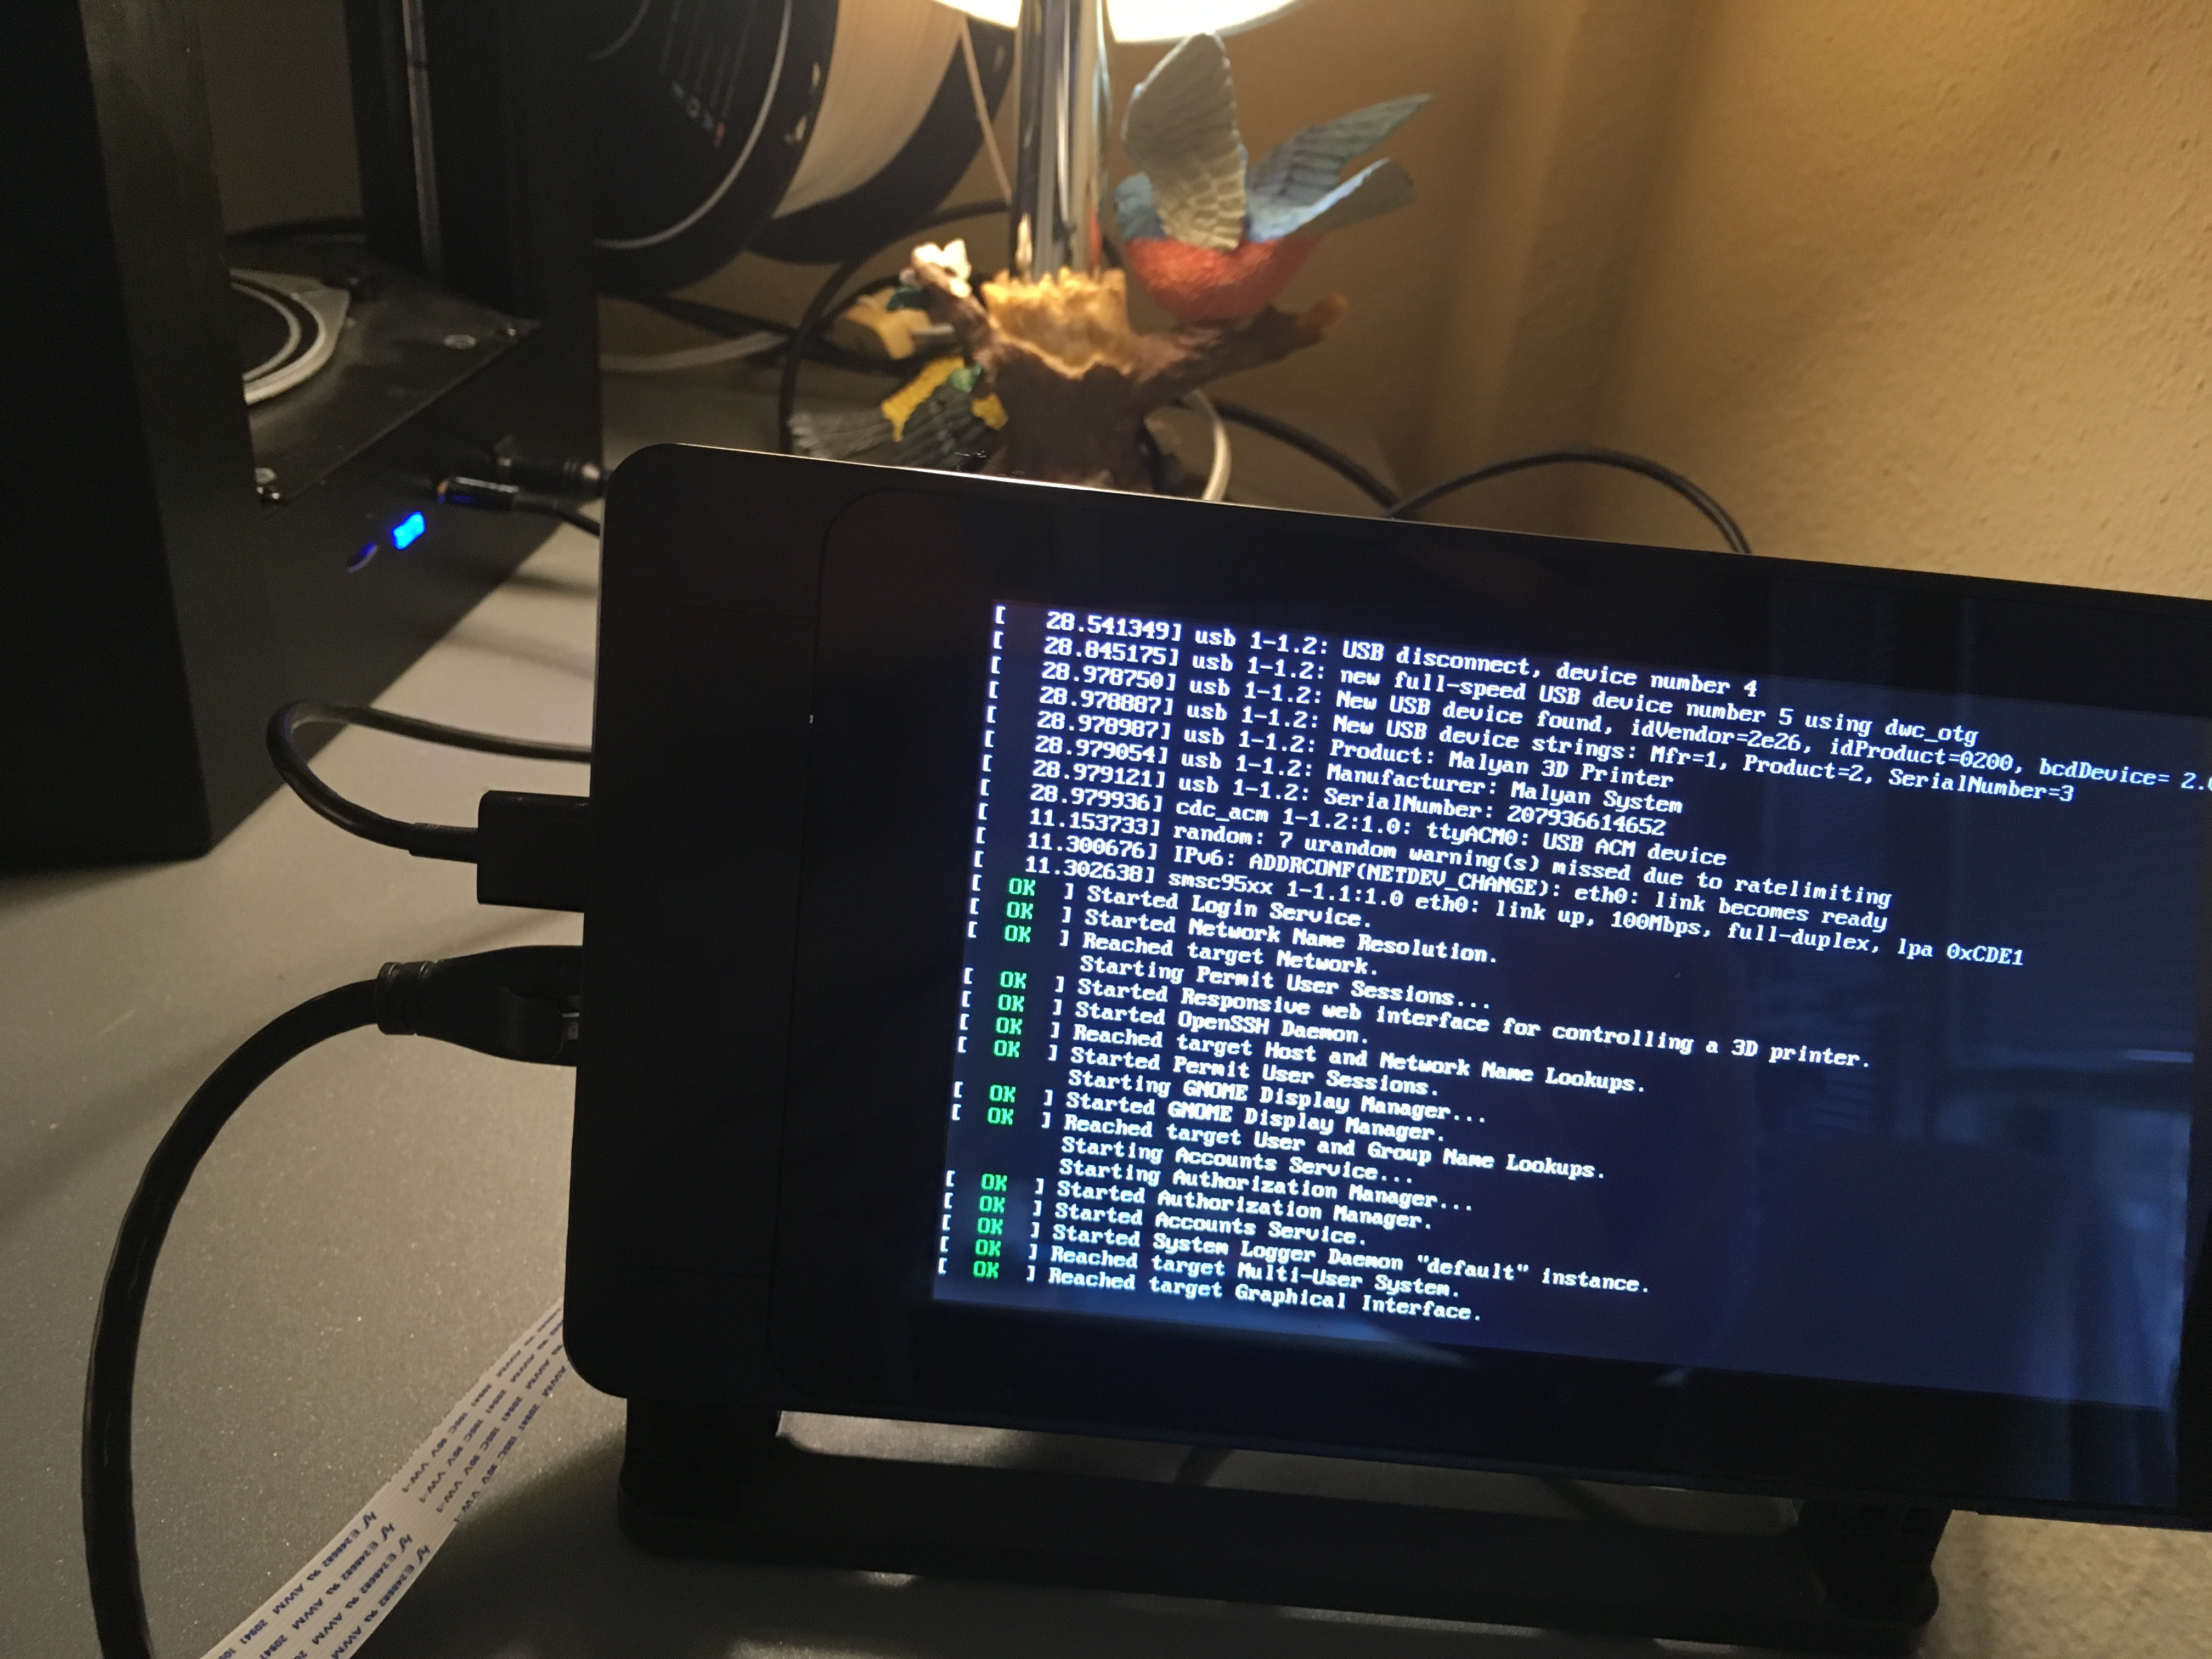 [   28.541349] usb 1-1.2: USB disconnect, device number 4
[   28.845175] usb 1-1.2: new full-speed USB device number 5 using dwc_otg
[   28.978750] usb 1-1.2: New USB device found, idVendor=2e26, idProduct=0200, bcdDevice= 2.
[   28.978887] usb 1-1.2: New USB device strings: Mfr=1, Product=2, SerialNumber=3
[   28.978987] usb 1-1.2: Product: Malyan 3D Printer
[   28.979054] usb 1-1.2: Manufacturer: Malyan System
[   28.979121] usb 1-1.2: SerialNumber: 207936614652
[   28.979936] cdc_acm 1-1.2:1.0: ttyACM0: USB ACM device
[   11.153733] random: 7 urandom warning(s) missed due to ratelimiting
[   11.300676] IPv6: ADDRCONF(NETDEV_CHANGE): eth0: link becomes ready
[   11.302638] smsc95xx 1-1.1:1.0 eth0: link up, 100Mbps, full-duplex, lpa 0xCDE1
[  OK  ] Started Login Service.
[  OK  ] Started Network Name Resolution.
[  OK  ] Reached target Network.
Starting Permit User Sessions...
[  OK  ] Started Responsive web interface for controlling a 3D printer.
[  OK  ] Started OpenSSH Daemon.
[  OK  ] Reached target Host and Network Name Lookups.
[  OK  ] Started Permit User Sessions.
Starting GNOME Display Manager...
[  OK  ] Started GNOME Display Manager.
[  OK  ] Reached target User and Group Name Lookups.
Starting Accounts Service...
Starting Authorization Manager...
[  OK  ] Started Authorization Manager.
[  OK  ] Started Accounts Service.
[  OK  ] Started System Logger Daemon "default" instance.
[  OK  ] Reached target Multi-User System.
[  OK  ] Reached target Graphical Interface.
E248682 AWM 20941
E248682 AWM
E248682 AWM
E248682 AWM